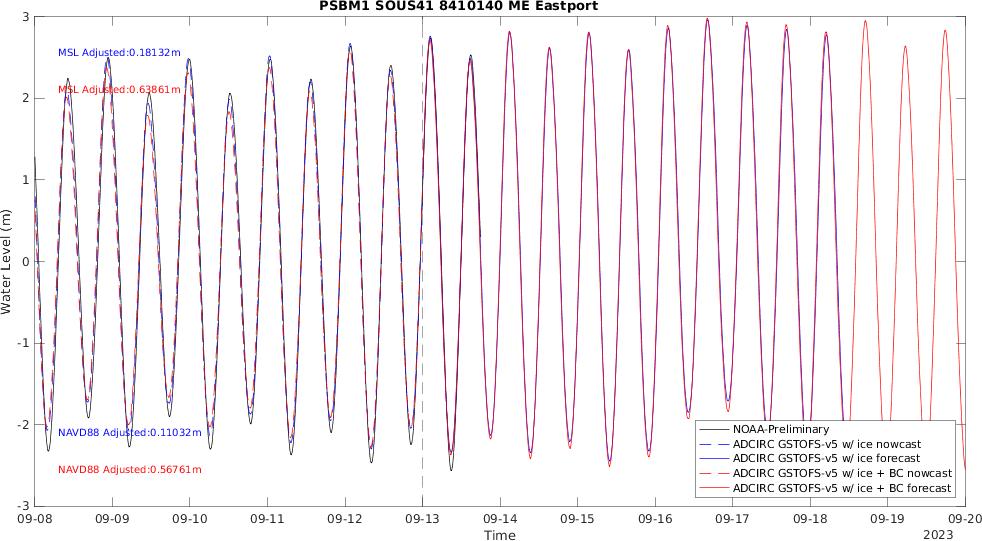 PSBM1 SOUS41 8410140 ME Eastport
3
2
1
0
-1
-2
-3
Water Level (m)
MSL Adjusted:0.18132m
MSL Adjusted:0.63861m
NAVD88 Adjusted:0.11032m
NAVD88 Adjusted:0.56761m
NOAA-Preliminary
ADCIRC GSTOFS-v5 w/ ice nowcast
ADCIRC GSTOFS-v5 w/ ice forecast
ADCIRC GSTOFS-v5 w/ ice + BC nowcast
ADCIRC GSTOFS-v5 w/ ice + BC forecast
09-08 09-09 09-10 09-11 09-12 09-13 09-14 09-15 09-16 09-17 09-18 09-19 09-20
Time
2023